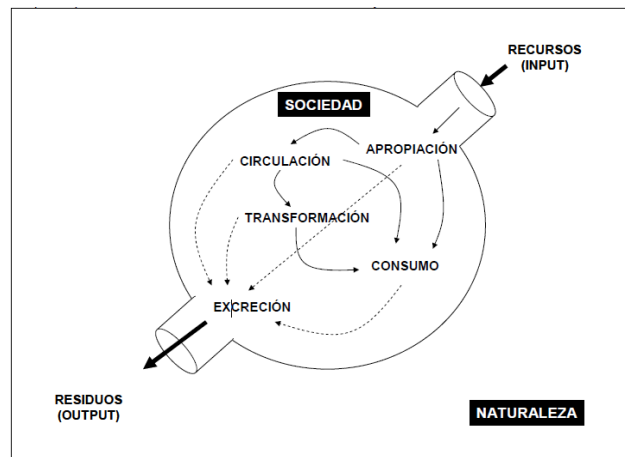 RECURSOS
(INPUT)
SOCIEDAD
APROPIACIÓN
CIRCULACIÓN
TRANSFORMACIÓN
CONSUMO
EXCRECIÓN
RESIDUOS
(OUTPUT)
NATURALEZA